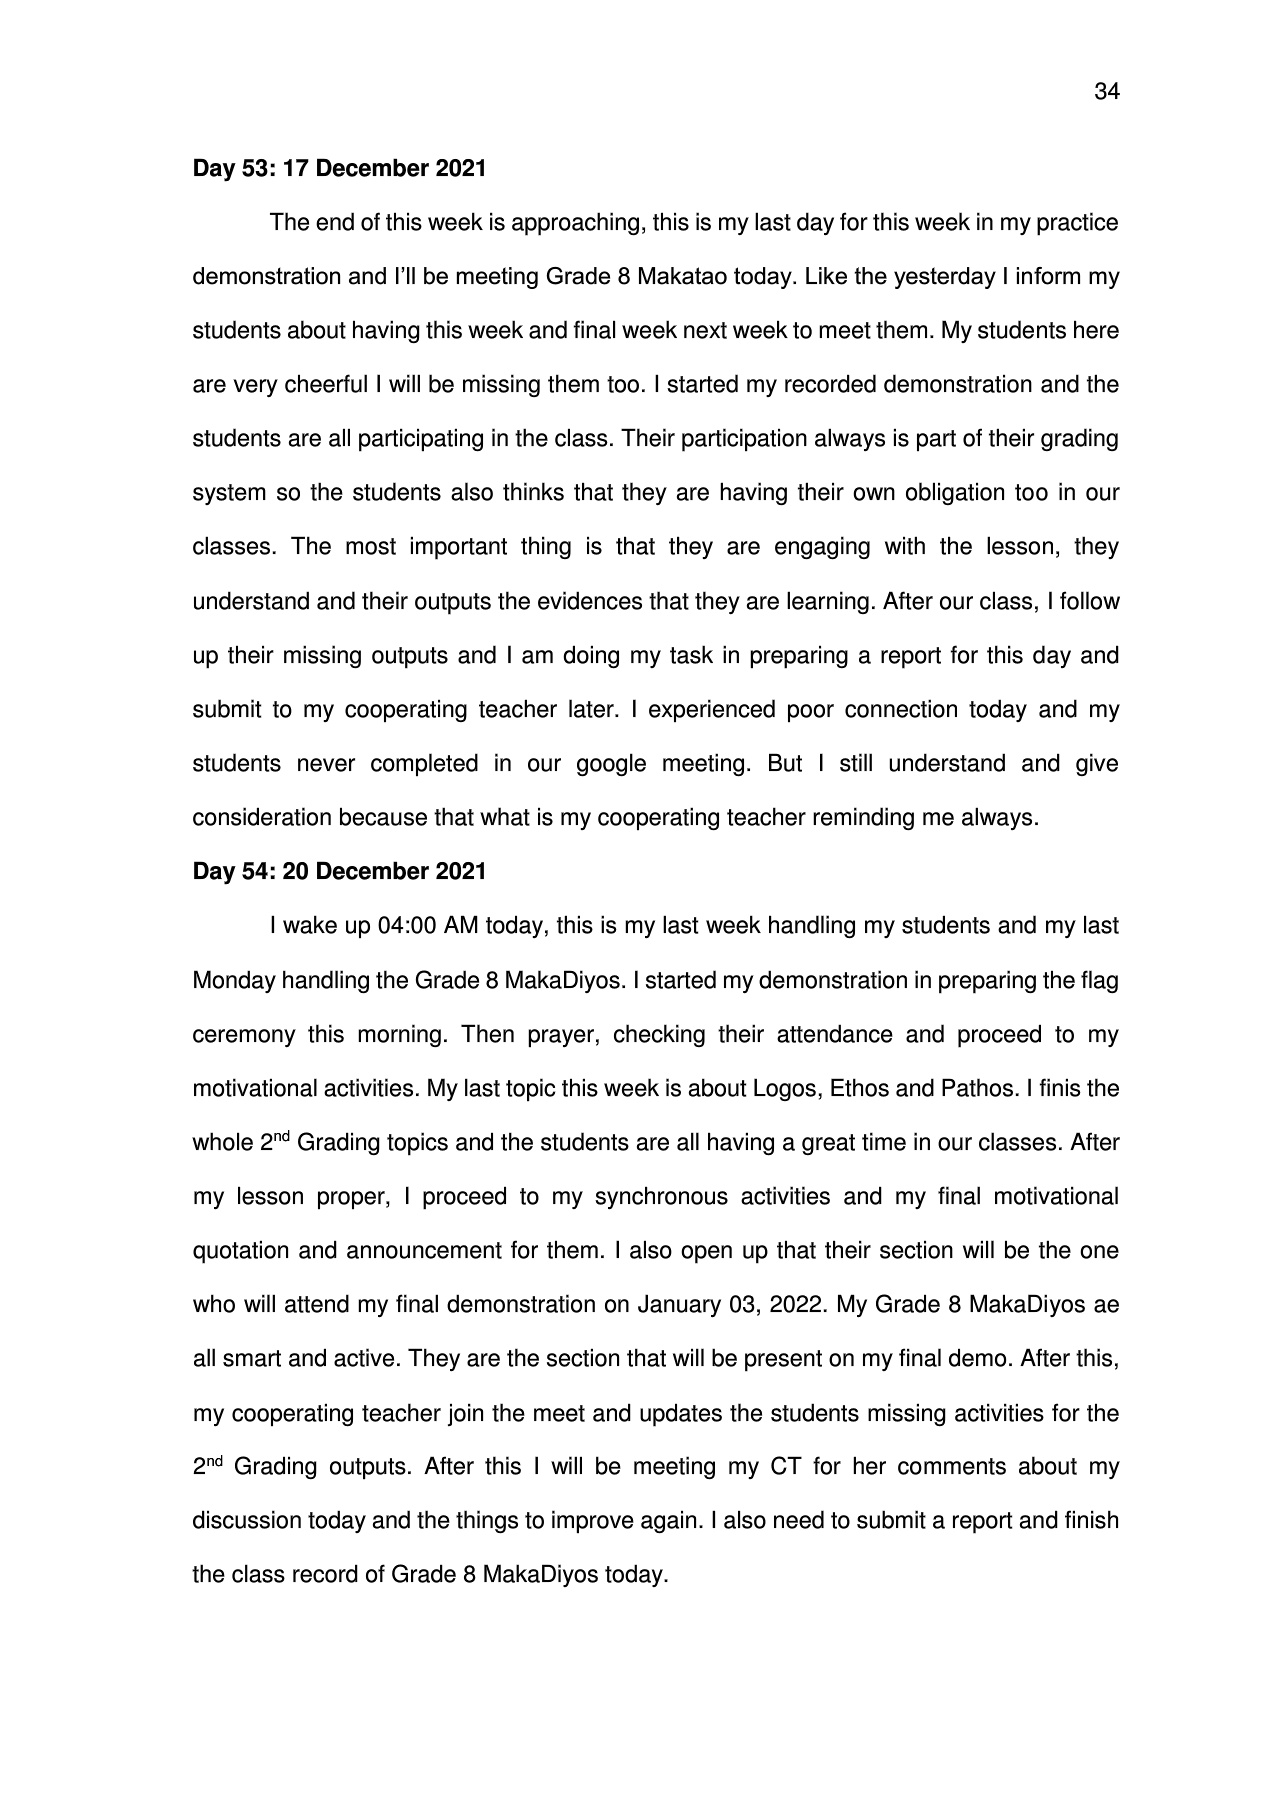 34
Day 53: 17 December 2021
The end of this week is approaching, this is my last day for this week in my practice
demonstration and I’ll be meeting Grade 8 Makatao today. Like the yesterday I inform my
students about having this week and final week next week to meet them. My students here
are very cheerful I will be missing them too. I started my recorded demonstration and the
students are all participating in the class. Their participation always is part of their grading
system so the students also thinks that they are having their own obligation too in our
classes. The most important thing is that they are engaging with the lesson, they
understand and their outputs the evidences that they are learning. After our class, I follow
up their missing outputs and I am doing my task in preparing a report for this day and
submit to my cooperating teacher later. I experienced poor connection today and my
students never completed in our google meeting. But I still understand and give
consideration because that what is my cooperating teacher reminding me always.
Day 54: 20 December 2021
I wake up 04:00 AM today, this is my last week handling my students and my last
Monday handling the Grade 8 MakaDiyos. I started my demonstration in preparing the flag
ceremony this morning. Then prayer, checking their attendance and proceed to my
motivational activities. My last topic this week is about Logos, Ethos and Pathos. I finis the
whole 2nd Grading topics and the students are all having a great time in our classes. After
my lesson proper, I proceed to my synchronous activities and my final motivational
quotation and announcement for them. I also open up that their section will be the one
who will attend my final demonstration on January 03, 2022. My Grade 8 MakaDiyos ae
all smart and active. They are the section that will be present on my final demo. After this,
my cooperating teacher join the meet and updates the students missing activities for the
2nd Grading outputs. After this I will be meeting my CT for her comments about my
discussion today and the things to improve again. I also need to submit a report and finish
the class record of Grade 8 MakaDiyos today.